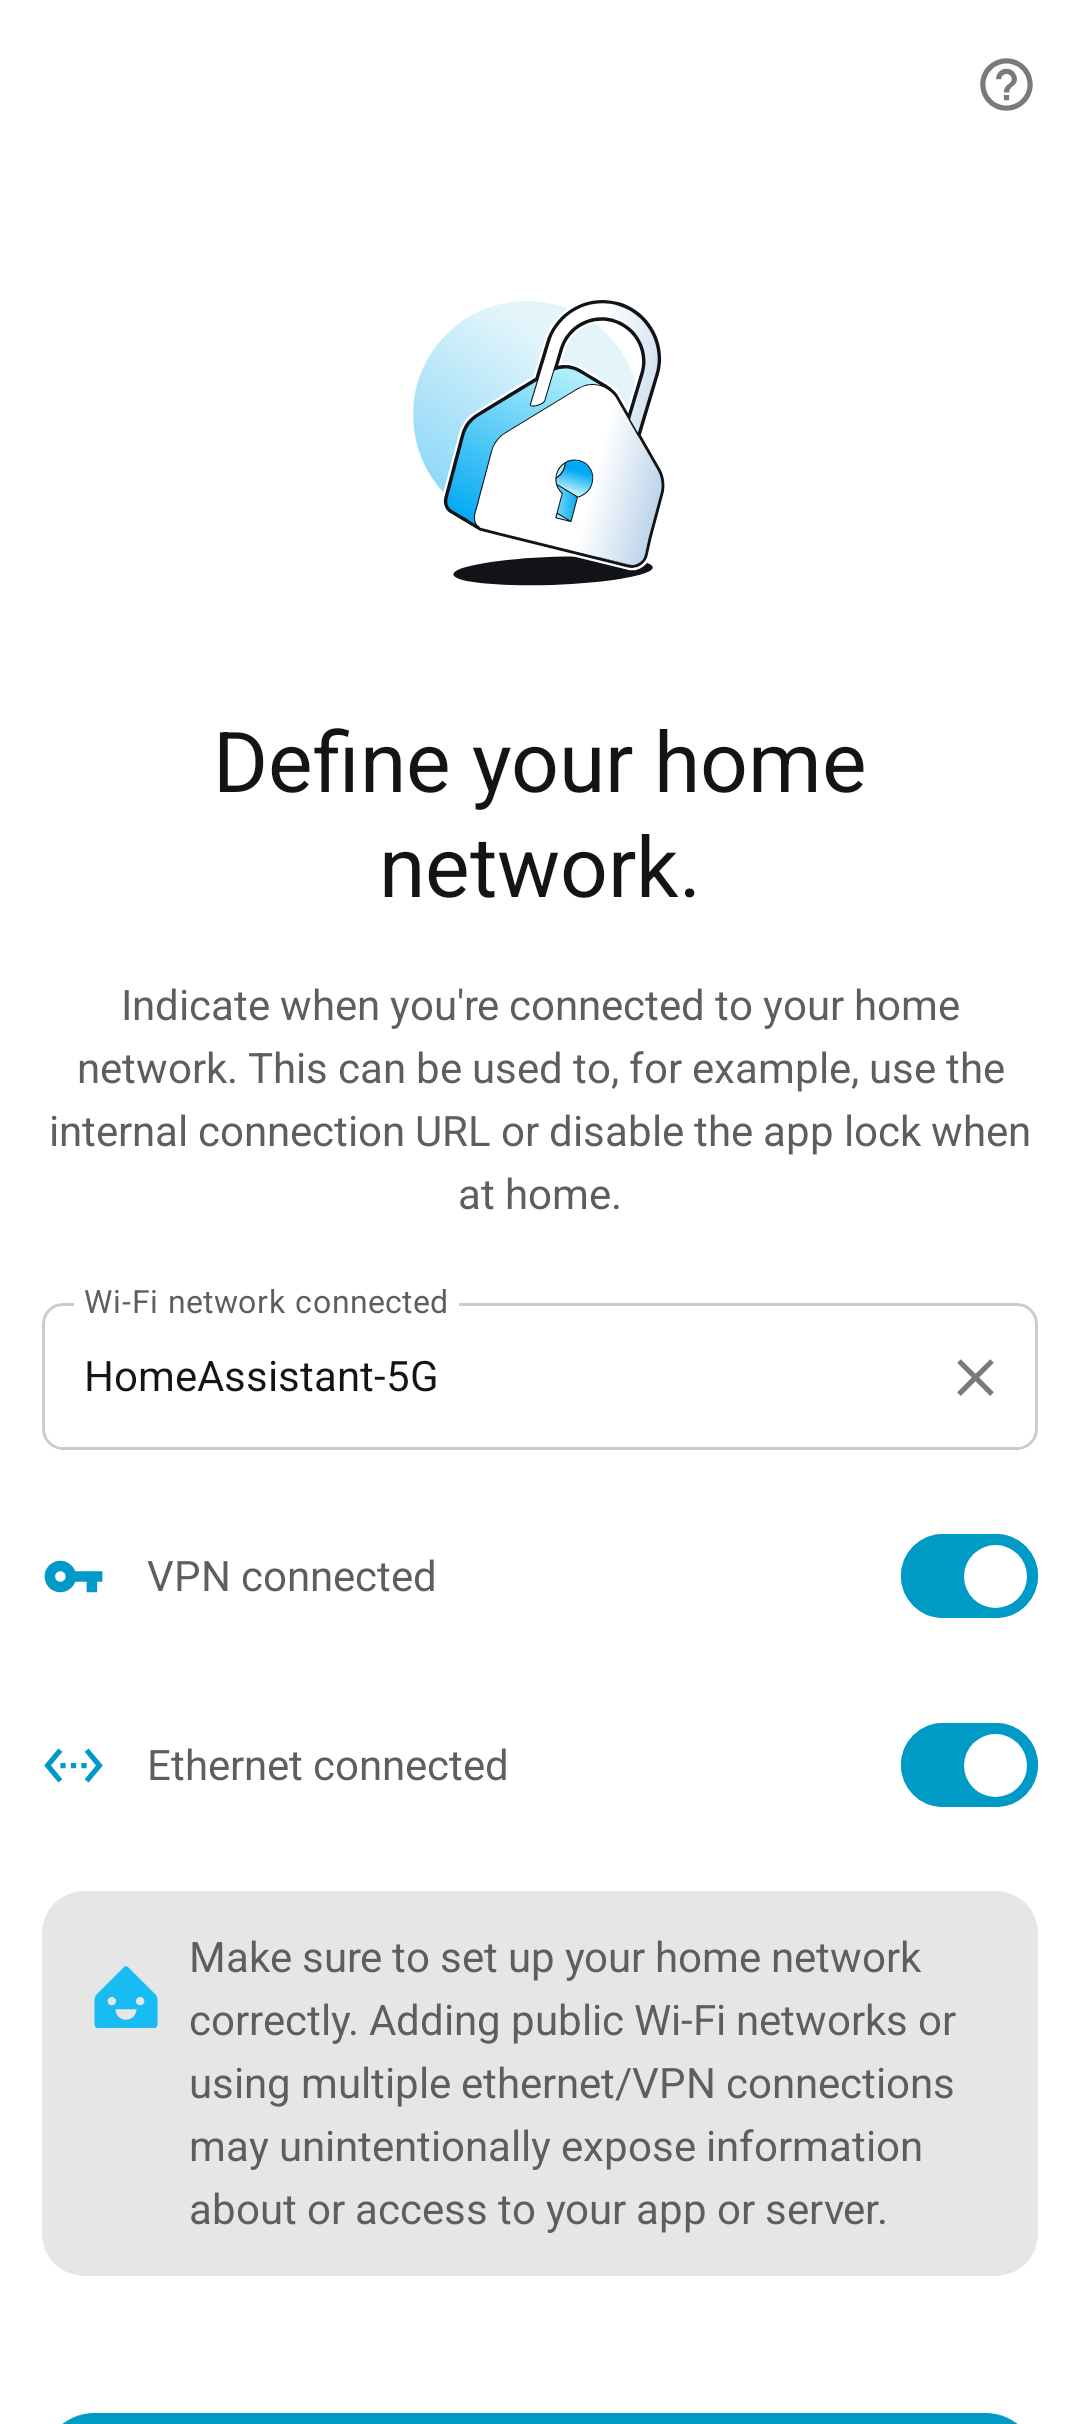 Define your home
network.
Indicate when you're connected to your home
network. This can be used to, for example, use the
internal connection URL or disable the app lock when
at home.
Wi-Fi network connected
HomeAssistant-5G
VPN connected
Ethernet connected
Make sure to set up your home network
correctly. Adding public Wi-Fi networks or
using multiple ethernet/VPN connections
may unintentionally expose information
about or access to your app or server.